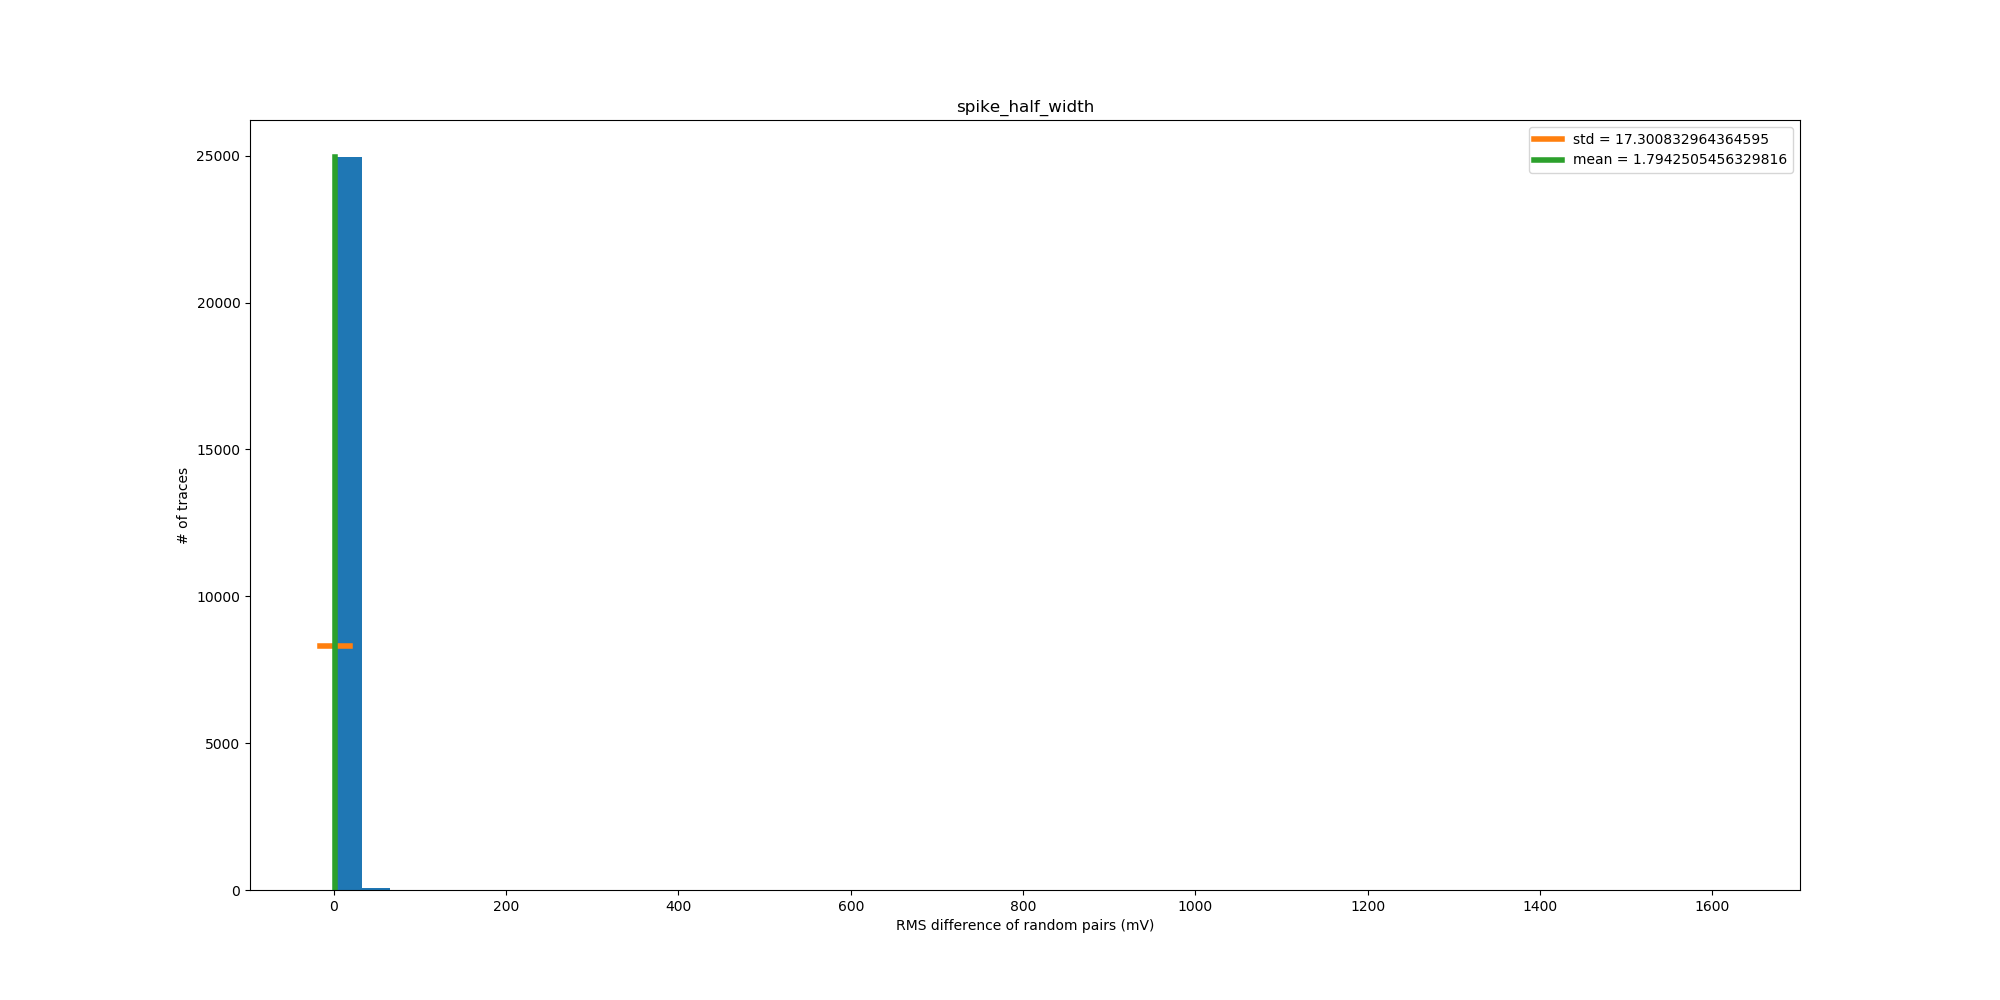 spike_half_width
std = 17.300832964364595
mean = 1.7942505456329816
25000
20000
15000
10000
5000
0
# of traces
0 200 400 600 800 1000 1200 1400 1600
RMS difference of random pairs (mV)